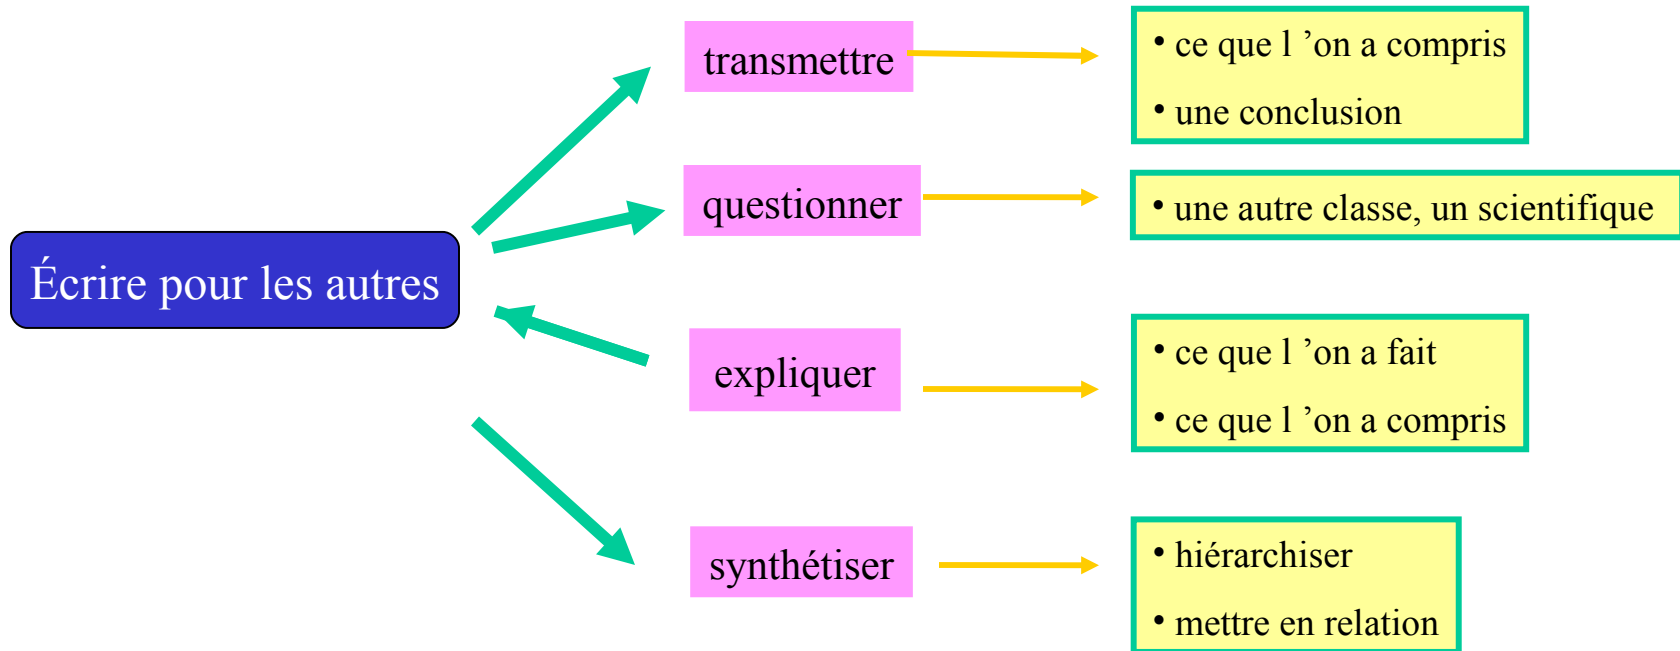 transmettre
• ce que l ’on a compris
• une conclusion
questionner
• une autre classe, un scientifique
Écrire pour les autres
expliquer
• ce que l ’on a fait
• ce que l ’on a compris
synthétiser
• hiérarchiser
• mettre en relation